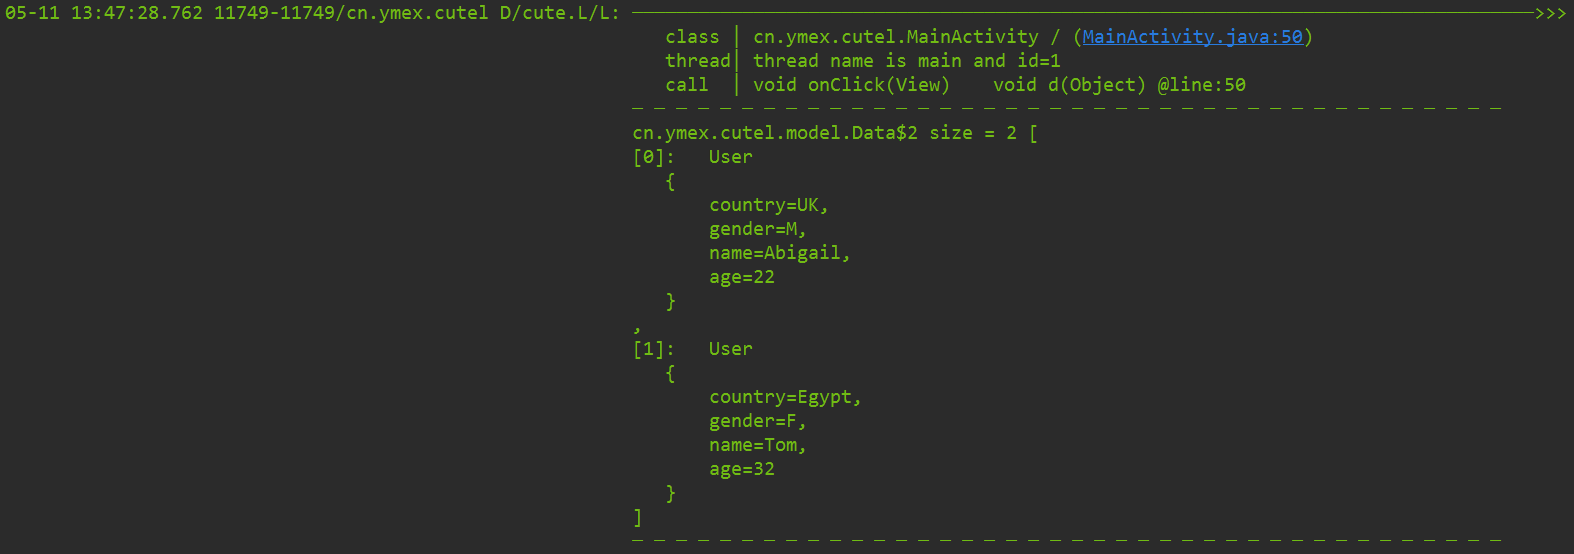 05-11 13:47:28.762 11749-11749/cn.ymex.cutel D/cute.L/L: ──────────────────────────────────────────────────────────────────>>>
class | cn.ymex.cutel.MainActivity / (MainActivity.java:50)
thread| thread name is main and id=1
call | void onClick(View) void d(Object) @line:50
─ ─ ─ ─ ─ ─ ─ ─ ─ ─ ─ ─ ─ ─ ─ ─ ─ ─ ─ ─ ─ ─ ─ ─ ─ ─ ─ ─ ─ ─ ─ ─ ─ ─ ─ ─ ─ ─ ─ ─
cn.ymex.cutel.model.Data$2 size = 2 [
[0]: User
{
country=UK,
gender=M,
name=Abigail,
age=22
}
,
[1]: User
{
country=Egypt,
gender=F,
name=Tom,
age=32
}
]
─ ─ ─ ─ ─ ─ ─ ─ ─ ─ ─ ─ ─ ─ ─ ─ ─ ─ ─ ─ ─ ─ ─ ─ ─ ─ ─ ─ ─ ─ ─ ─ ─ ─ ─ ─ ─ ─ ─ ─